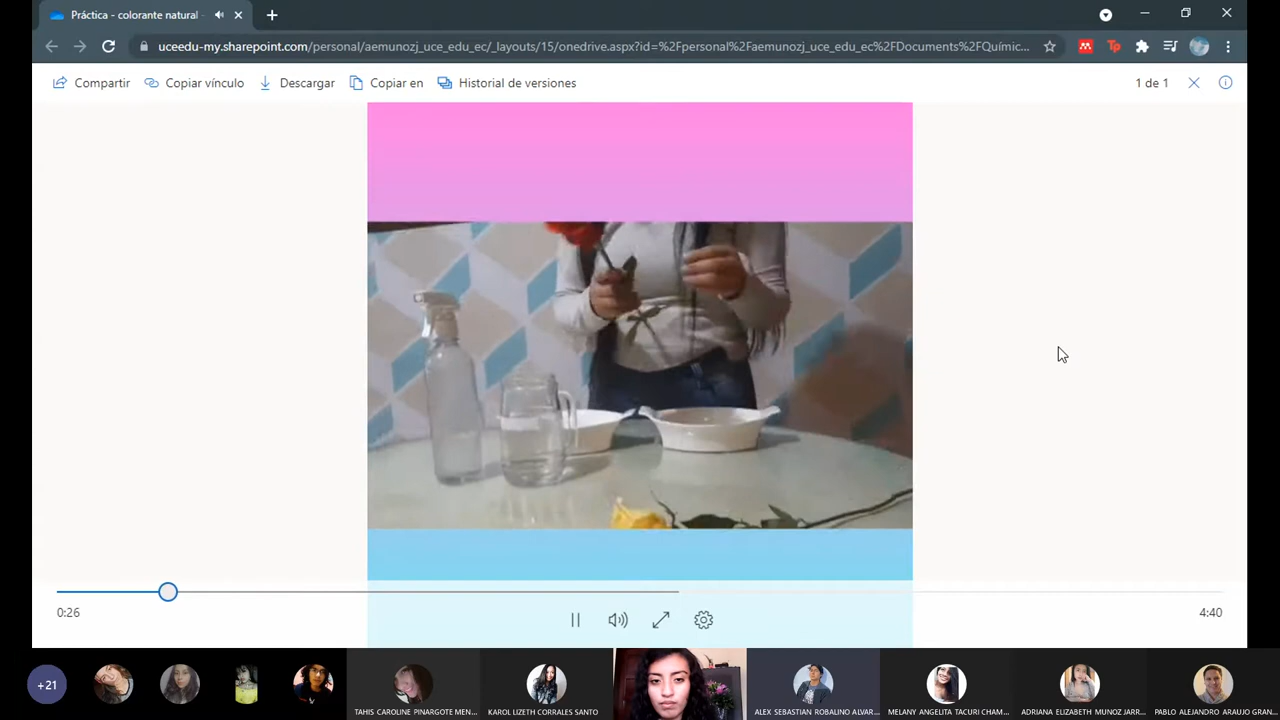 Práctica - colorante natural -
uceedu-my.sharepoint.com/personal/aemunozj_uce_edu_ec/_layouts/15/onedrive.aspx?id=%2Fpersonal%2Faemunozj_uce_edu_ec%2FDocuments%2FQuímic...
Compartir Copiar vínculo Descargar Copiar en Historial de versiones 1 de 1
0:26 4:40
+21
TAHIS CAROLINE PINARGOTE MEN... KAROL LIZETH CORRALES SANTO ALEX SEBASTIAN ROBALINO ALVAR... MELANY ANGELITA TACURI CHAM... ADRIANA ELIZABETH MUNOZ JARR... PABLO ALEJANDRO ARAUJO GRAN...